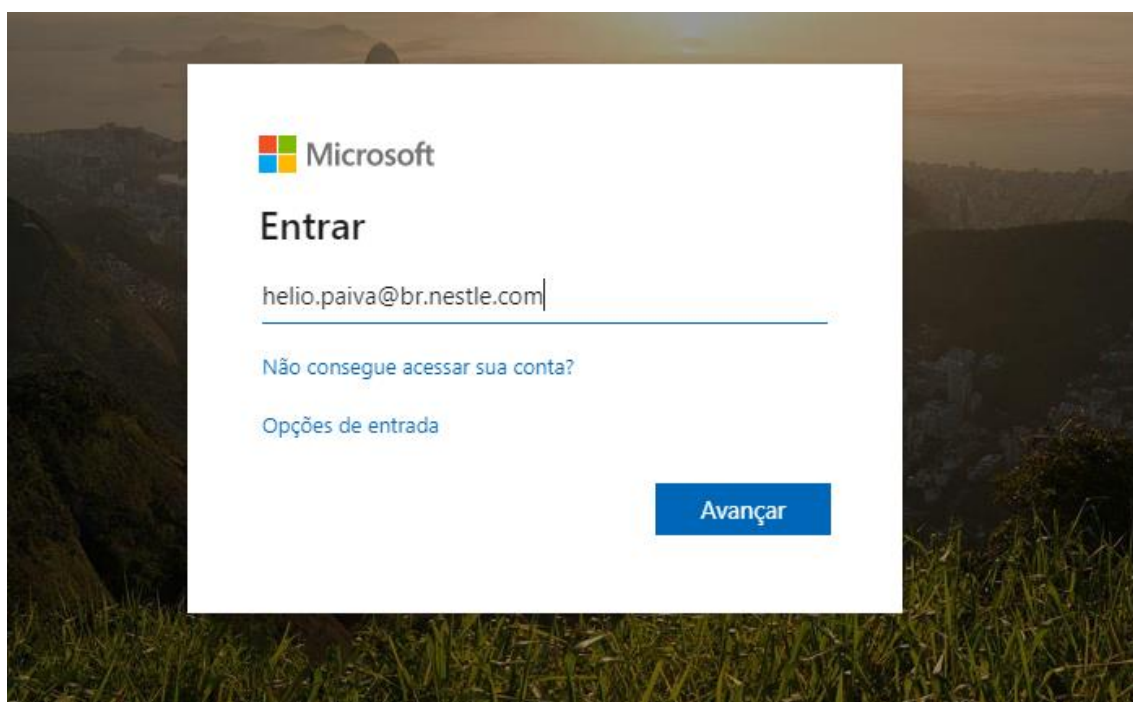 Microsoft
Entrar
helio.paiva@br.nestle.com
Não consegue acessar sua conta?
Opções de entrada
Avançar